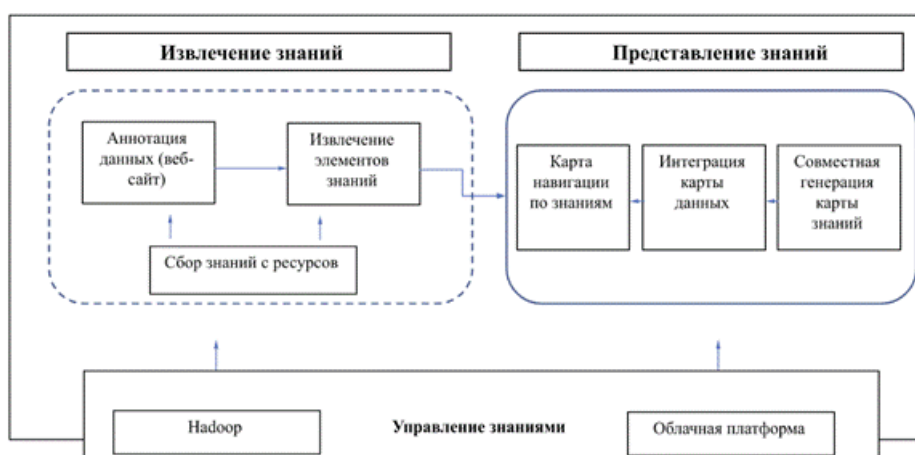 Извлечение знаний
Представление знаний
Аннотация
данных (веб-
сайт)
Извлечение
элементов
знаний
Сбор знаний с ресурсов
Карта
навигации
по знаниям
Интеграция
карты
данных
Совместная
генерация
карты
знаний
Hadoop
Управление знаниями
Облачная платформа